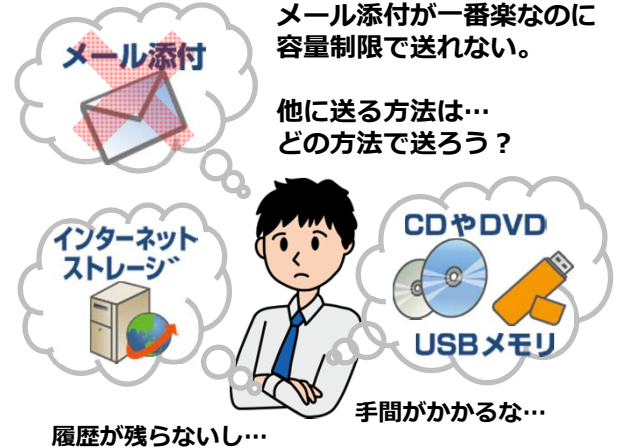 メール添付が一番楽なのに
容量制限で送れない。
他に送る方法は…
どの方法で送ろう？
メール添付
インターネット
ストレージ
CDやDVD
USBメモリ
手間がかかるな…
履歴が残らないし…